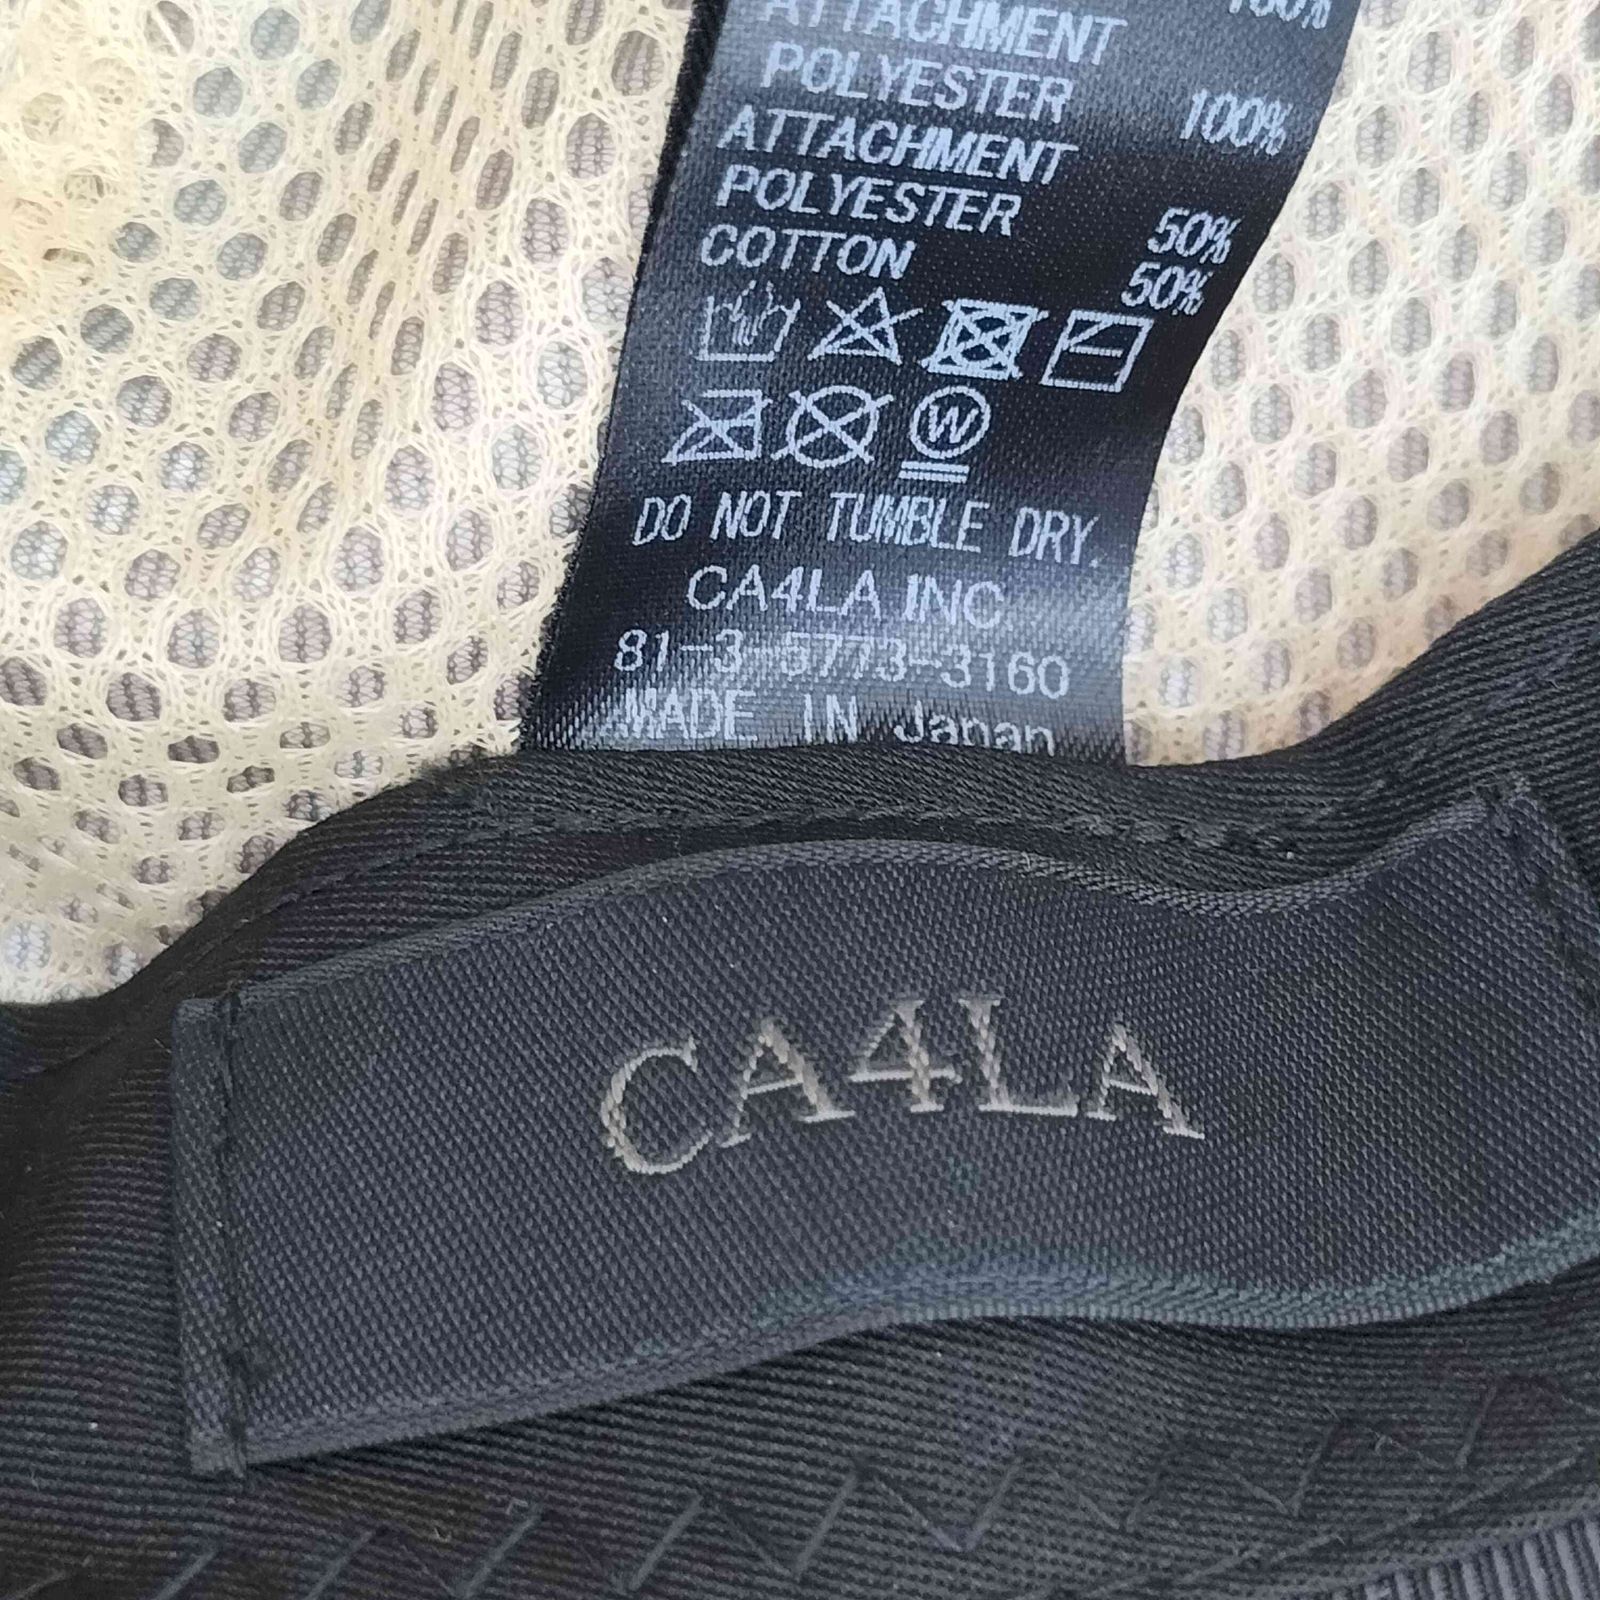 100%
ATTACHMENT
POLYESTER 100%
ATTACHMENT
POLYESTER 50%
COTTON 50%
W
DO NOT TUMBLE DRY.
CA4LA INC
81-3-5773-3160
MADE IN Japan
CA4LA